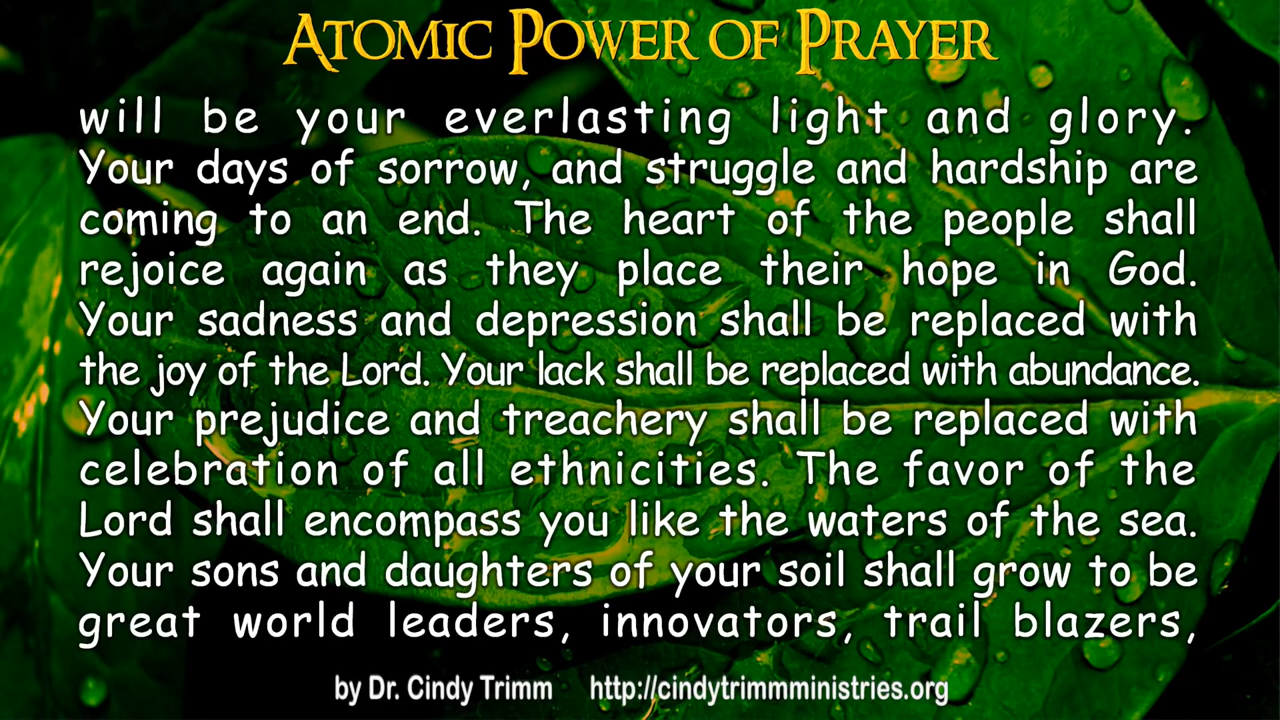 Atomic Power of Prayer
will be your everlasting light and glory.
Your days of sorrow, and struggle and hardship are
coming to an end. The heart of the people shall
rejoice again as they place their hope in God.
Your sadness and depression shall be replaced with
the joy of the Lord. Your lack shall be replaced with abundance.
Your prejudice and treachery shall be replaced with
celebration of all ethnicities. The favor of the
Lord shall encompass you like the waters of the sea.
Your sons and daughters of your soil shall grow to be
great world leaders, innovators, trail blazers,
by Dr. Cindy Trimm http://cindytrimmministries.org